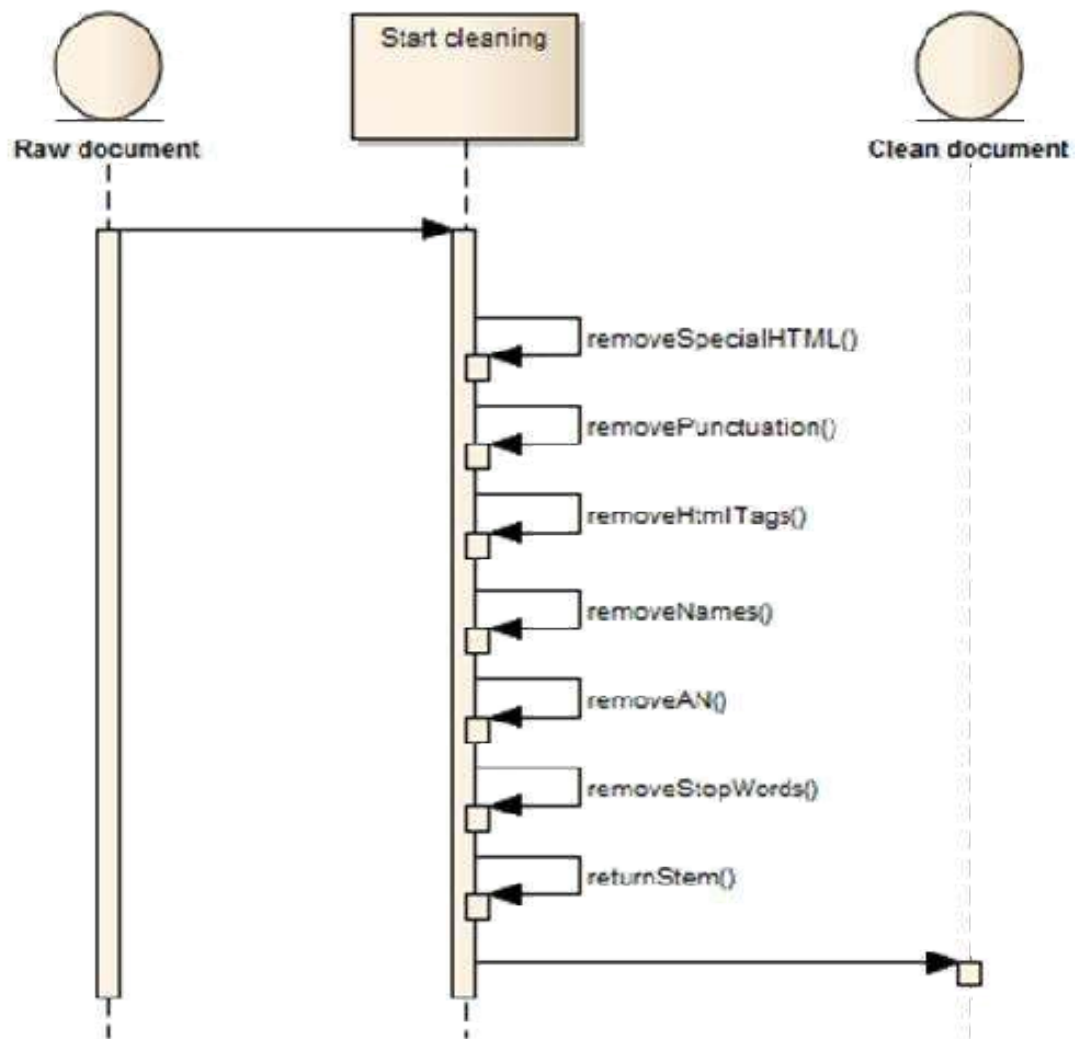 Start cleaning
Raw document
Clean document
removeSpecialHTML()
removePunctuation()
removeHtmlTags()
removeNames()
removeAN()
removeStopWords()
returnStem()